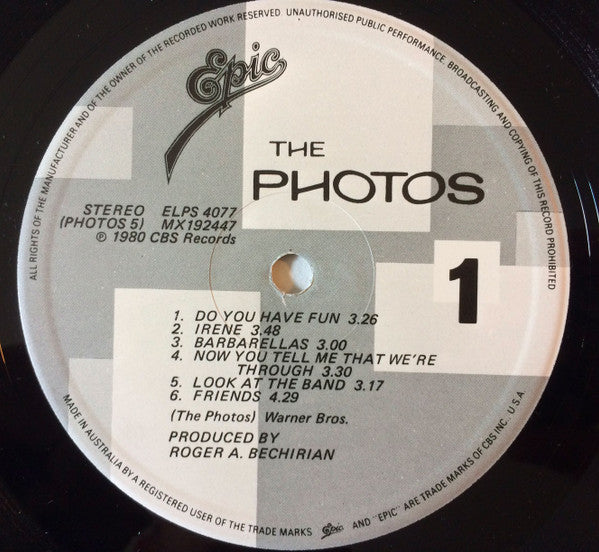 ALL RIGHTS OF THE MANUFACTURER AND OF THE OWNER OF THE RECORDED WORK RESERVED UNAUTHORISED PUBLIC PERFORMANCE BROADCASTING AND COPYING OF THIS RECORD PROHIBITED
Epic
THE
PHOTOS
STEREO ELPS 4077
(PHOTOS 5) MX192447
℗ 1980 CBS Records
1
1. DO YOU HAVE FUN 3.26
2. IRENE 3.48
3. BARBARELLAS 3.00
4. NOW YOU TELL ME THAT WE'RE
THROUGH 3.30
5. LOOK AT THE BAND 3.17
6. FRIENDS 4.29
(The Photos) Warner Bros.
PRODUCED BY
ROGER A. BECHIRIAN
MADE IN AUSTRALIA BY A REGISTERED USER OF THE TRADE MARKS Epic AND "EPIC" ARE TRADE MARKS OF CBS INC. U.S.A